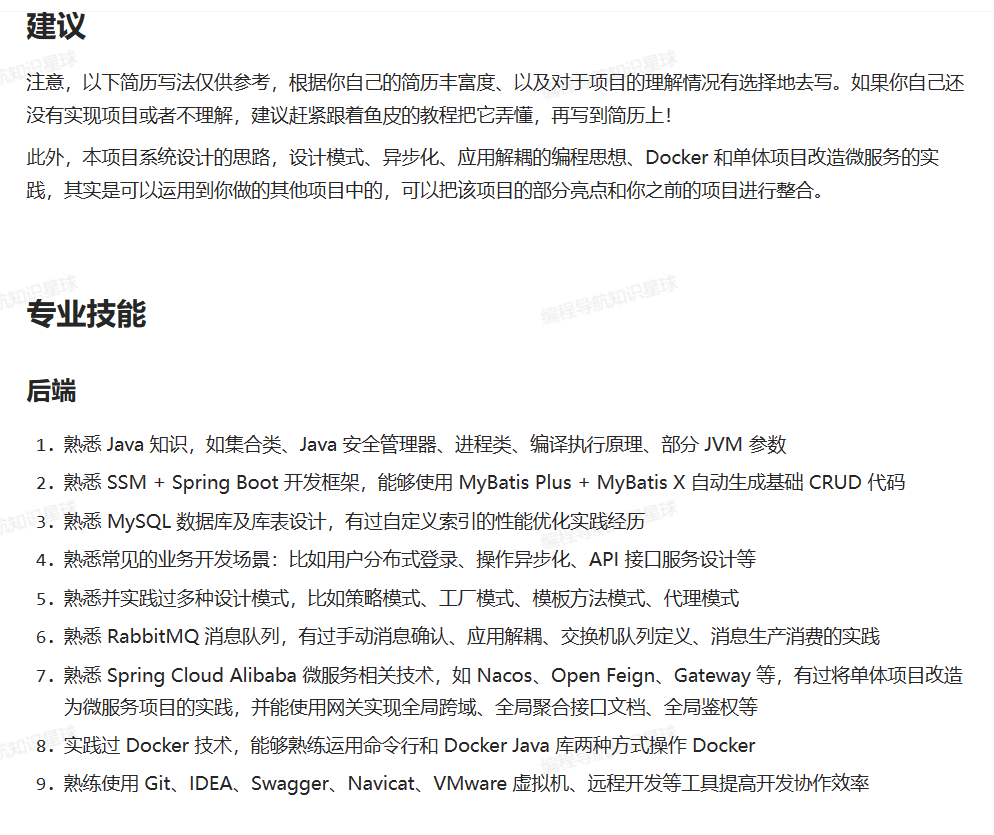 建议
注意，以下简历写法仅供参考，根据你自己的简历丰富度、以及对于项目的理解情况有选择地去写。如果你自己还
没有实现项目或者不理解，建议赶紧跟着鱼皮的教程把它弄懂，再写到简历上！
此外，本项目系统设计的思路，设计模式、异步化、应用解耦的编程思想、Docker 和单体项目改造微服务的实
践，其实是可以运用到你做的其他项目中的，可以把该项目的部分亮点和你之前的项目进行整合。
专业技能
后端
1. 熟悉 Java 知识，如集合类、Java 安全管理器、进程类、编译执行原理、部分 JVM 参数
2. 熟悉 SSM + Spring Boot 开发框架，能够使用 MyBatis Plus + MyBatis X 自动生成基础 CRUD 代码
3. 熟悉 MySQL 数据库及库表设计，有过自定义索引的性能优化实践经历
4. 熟悉常见的业务开发场景：比如用户分布式登录、操作异步化、API 接口服务设计等
5. 熟悉并实践过多种设计模式，比如策略模式、工厂模式、模板方法模式、代理模式
6. 熟悉 RabbitMQ 消息队列，有过手动消息确认、应用解耦、交换机队列定义、消息生产消费的实践
7. 熟悉 Spring Cloud Alibaba 微服务相关技术，如 Nacos、Open Feign、Gateway 等，有过将单体项目改造
为微服务项目的实践，并能使用网关实现全局跨域、全局聚合接口文档、全局鉴权等
8. 实践过 Docker 技术，能够熟练运用命令行和 Docker Java 库两种方式操作 Docker
9. 熟练使用 Git、IDEA、Swagger、Navicat、VMware 虚拟机、远程开发等工具提高开发协作效率
编程导航知识星球